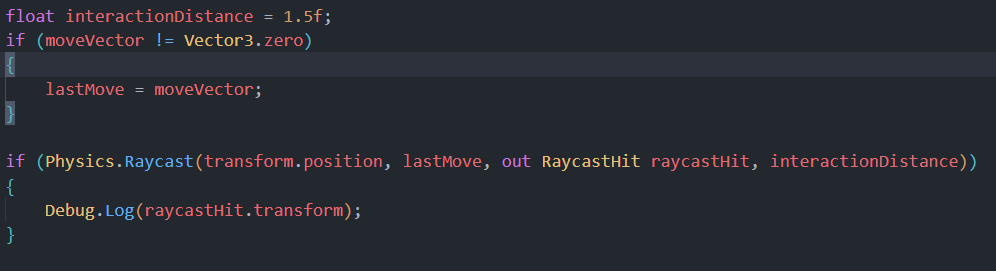 float interactionDistance = 1.5f;
if (moveVector != Vector3.zero)
{
    lastMove = moveVector;
}

if (Physics.Raycast(transform.position, lastMove, out RaycastHit raycastHit, interactionDistance))
{
    Debug.Log(raycastHit.transform);
}